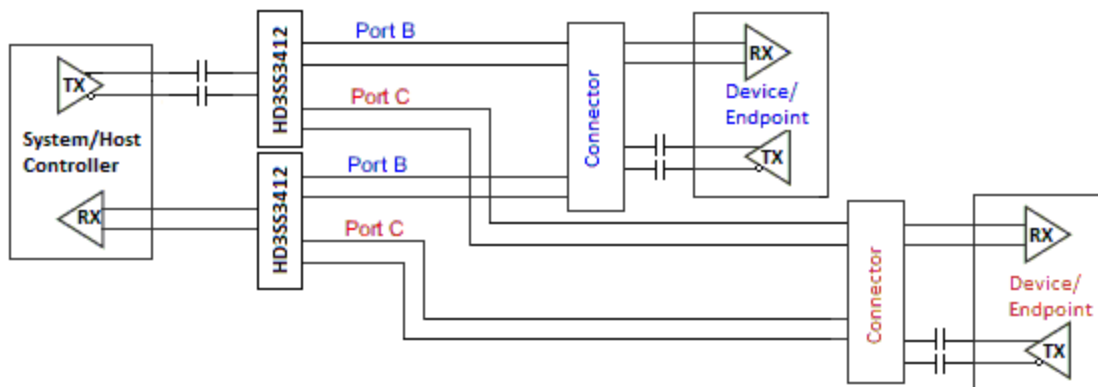 Port B
RX
TX
HD3SS3412
Connector
Port C
Device/
Endpoint
System/Host
Controller
TX
Port B
HD3SS3412
RX
Port C
Connector
RX
Device/
Endpoint
TX